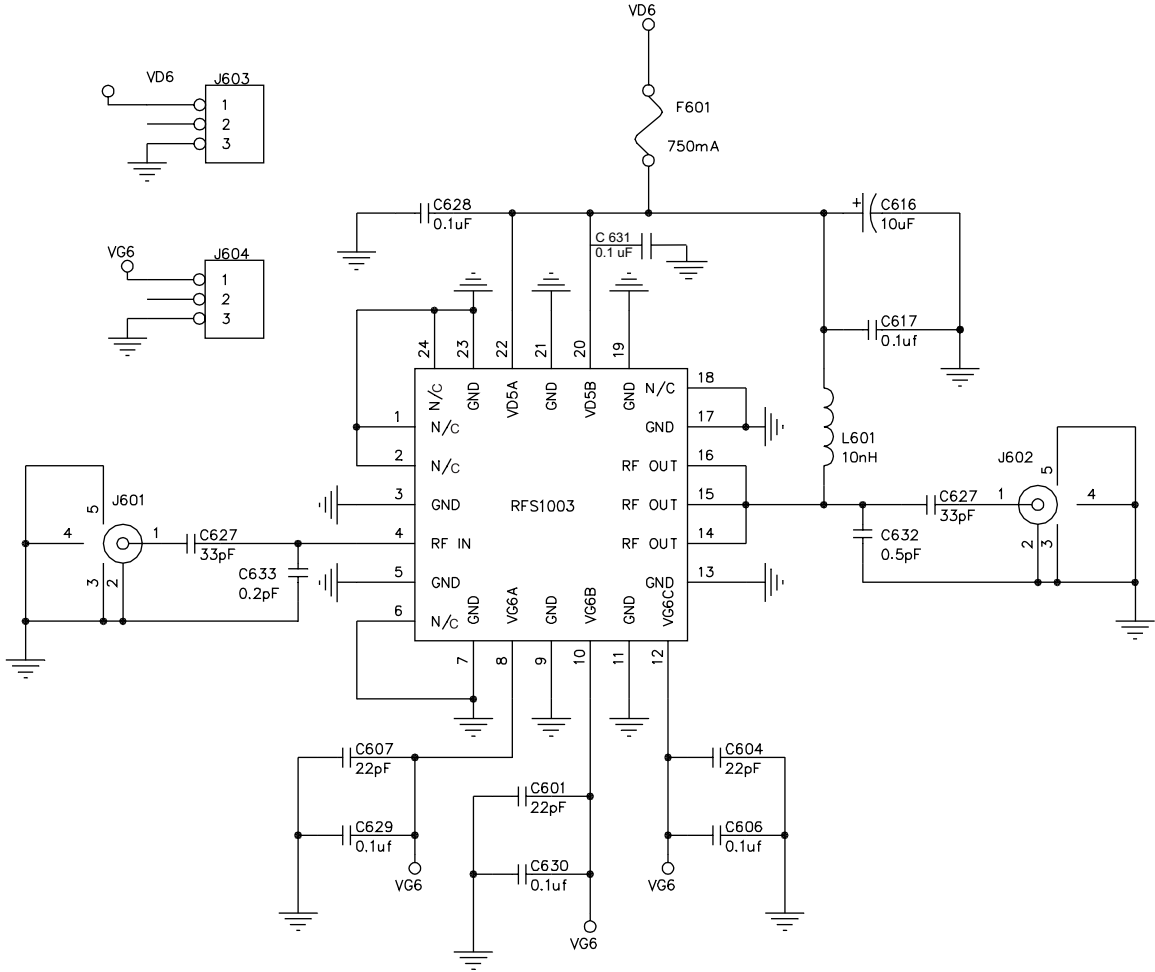 VD6
F601
750mA
VD6
J603
1
2
3
VG6
J604
1
2
3
C628
0.1uF
C 631
0.1 uF
+
C616
10uF
C617
0.1uf
24
23
22
21
20
19
N/C
GND
VD5A
GND
VD5B
GND
1
N/C
2
N/C
3
GND
4
RF IN
5
GND
6
N/C
RFS1003
18
N/C
17
GND
16
RF OUT
15
RF OUT
14
RF OUT
13
GND
GND
VG6A
GND
VG6B
GND
VG6C
7
8
9
10
11
12
L601
10nH
J602
5
4
1
2
3
C627
33pF
C632
0.5pF
J601
5
4
1
3
2
C627
33pF
C633
0.2pF
C607
22pF
C629
0.1uf
VG6
C601
22pF
C630
0.1uf
VG6
C604
22pF
C606
0.1uf
VG6